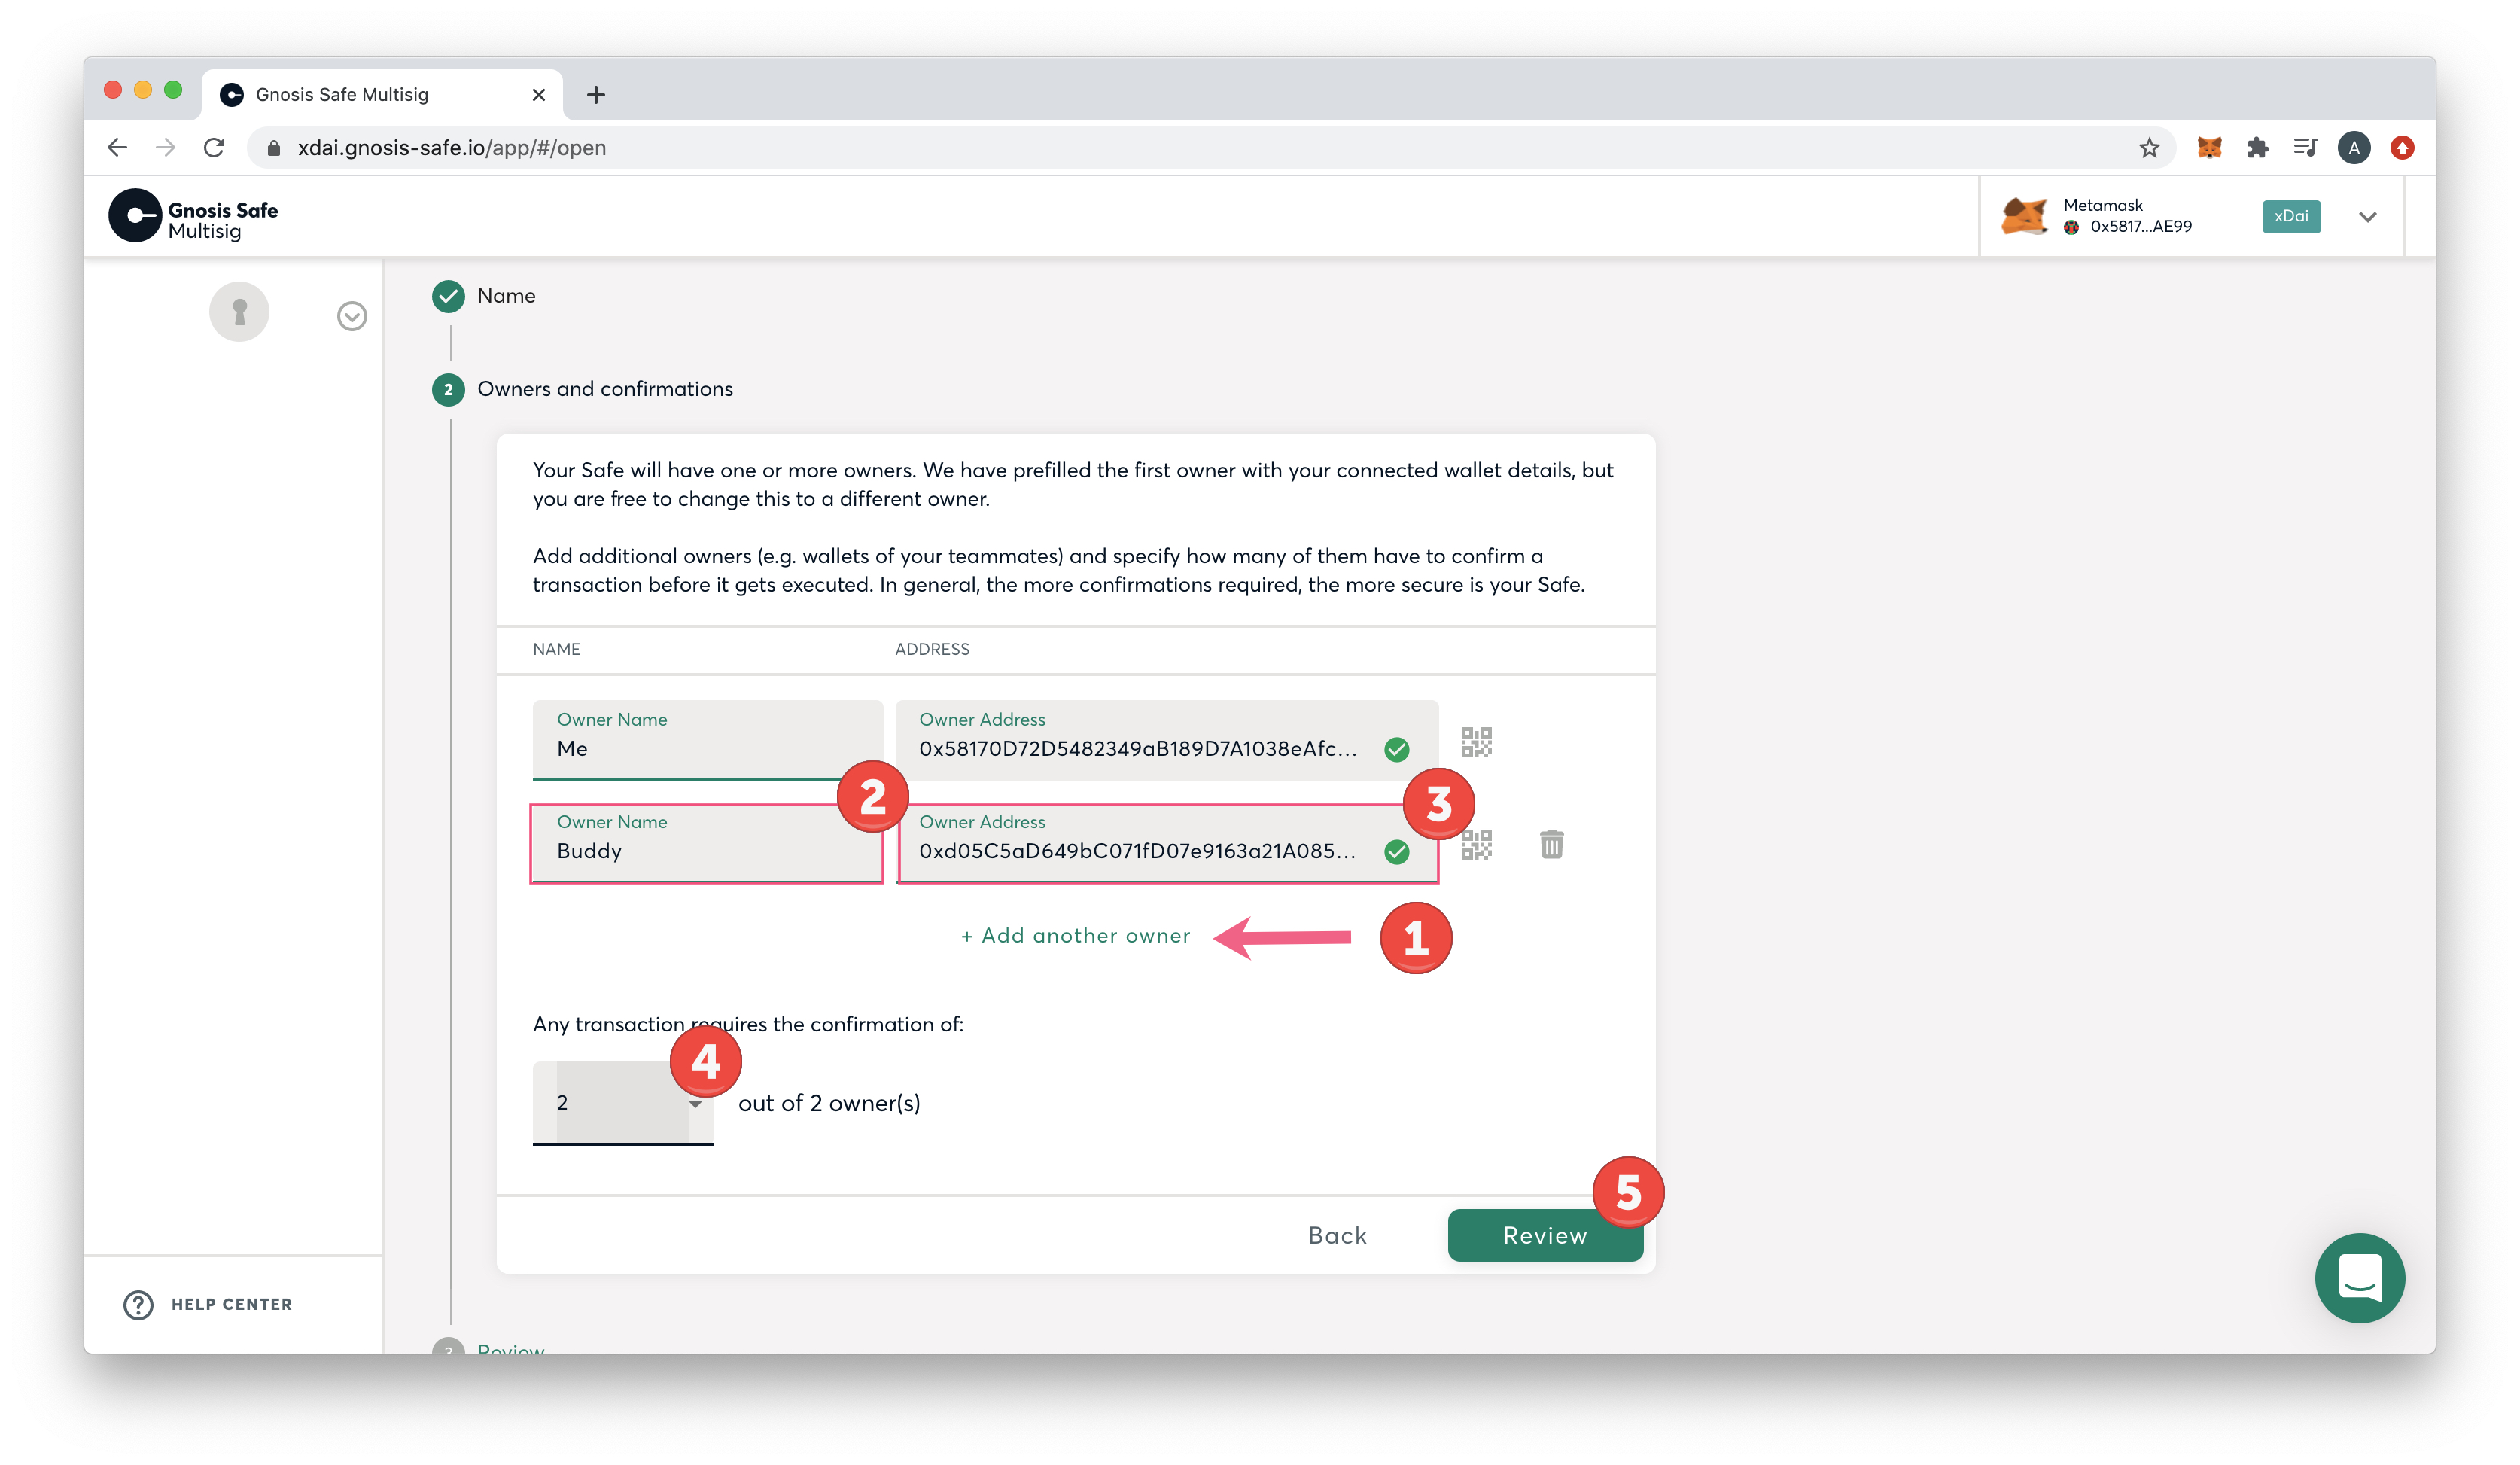 Gnosis Safe Multisig
xdai.gnosis-safe.io/app/#/open
A
Gnosis Safe
Multisig
Metamask
0x5817...AE99
xDai
Name
2 Owners and confirmations
Your Safe will have one or more owners. We have prefilled the first owner with your connected wallet details, but
you are free to change this to a different owner.
Add additional owners (e.g. wallets of your teammates) and specify how many of them have to confirm a
transaction before it gets executed. In general, the more confirmations required, the more secure is your Safe.
NAME ADDRESS
Owner Name Owner Address
Me 0x58170D72D5482349aB189D7A1038eAfc...
2 3
Owner Name Owner Address
Buddy 0xd05C5aD649bC071fD07e9163a21A085...
+ Add another owner 1
Any transaction requires the confirmation of:
4
2 out of 2 owner(s)
5
Back Review
HELP CENTER
3 Review